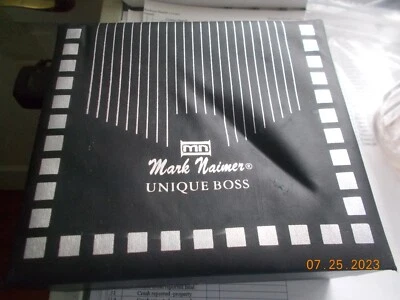 mn
Mark Naimer®
UNIQUE BOSS
07.25.2023